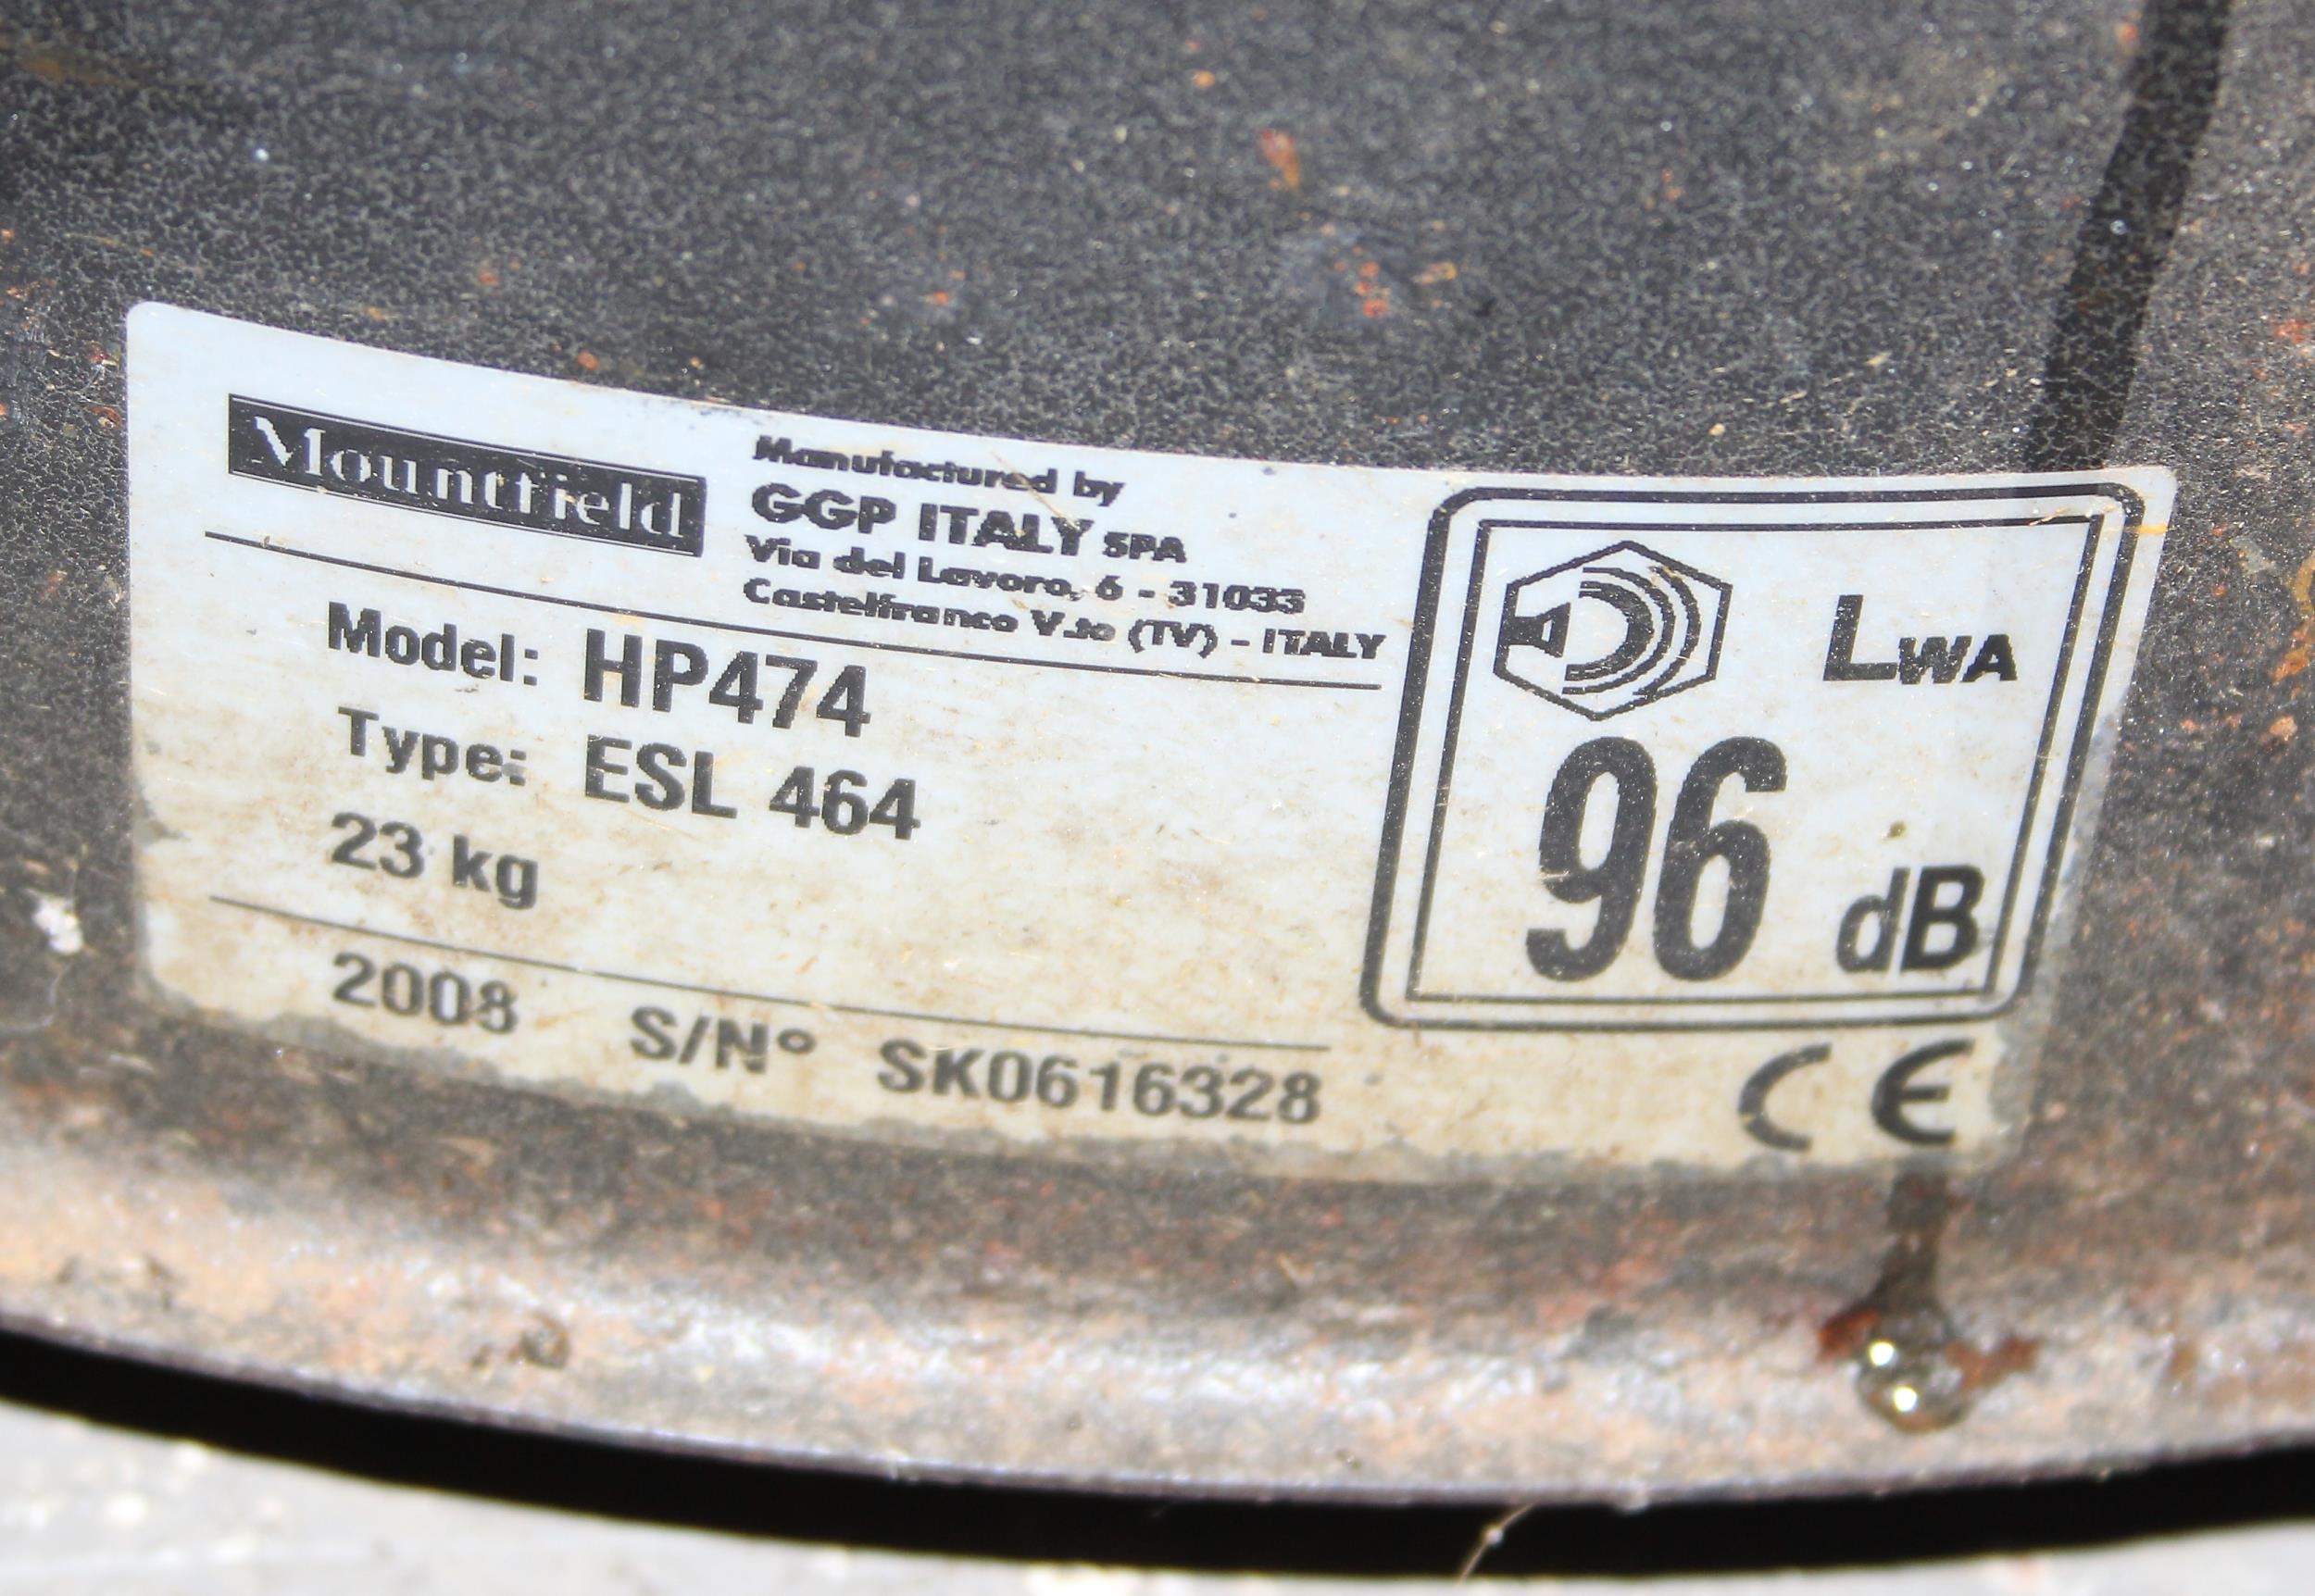 Mountfield
Manufactured by
GGP ITALY SPA
Via del Lavoro, 6 - 31033
Castelfranco V.to (TV) - ITALY
Model: HP474
Type: ESL 464
23 kg
2008 S/N° SK0616328
LWA
96 dB
CE